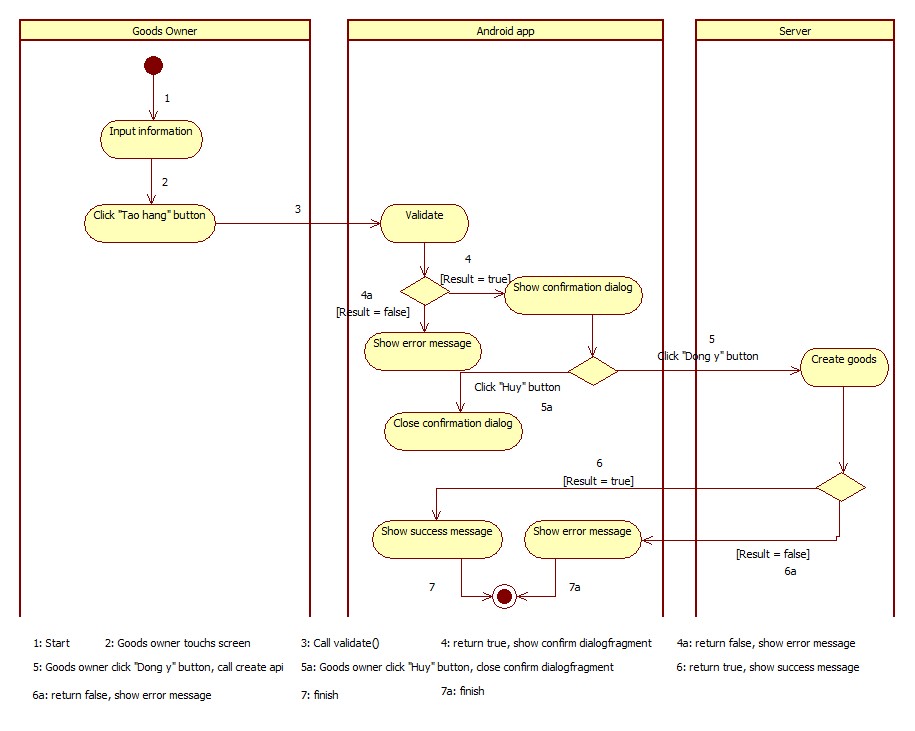 Goods Owner
Android app
Server
1
Input information
2
Click "Tao hang" button
3
Validate
4
[Result = true]
Show confirmation dialog
4a
[Result = false]
Show error message
5
Click "Dong y" button
Create goods
Click "Huy" button
5a
Close confirmation dialog
6
[Result = true]
Show success message
Show error message
[Result = false]
6a
7
7a
1: Start
2: Goods owner touchs screen
3: Call validate()
4: return true, show confirm dialogfragment
4a: return false, show error message
5: Goods owner click "Dong y" button, call create api
5a: Goods owner click "Huy" button, close confirm dialogfragment
6: return true, show success message
6a: return false, show error message
7: finish
7a: finish